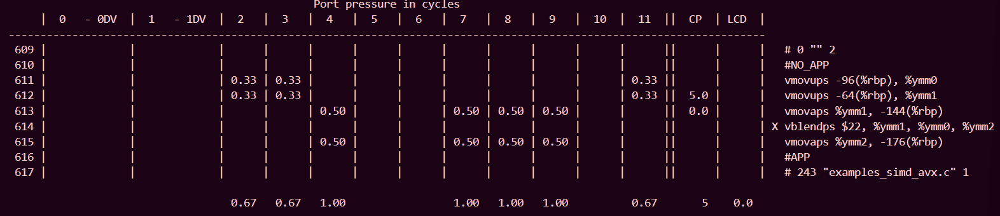 Port pressure in cycles
| 0 - 0DV | 1 - 1DV | 2 | 3 | 4 | 5 | 6 | 7 | 8 | 9 | 10 | 11 || CP | LCD |
-----------------------------------------------------------------------------------------------------------------------
609 | | | | | | | | | | | | || | | # 0 "" 2
610 | | | | | | | | | | | | || | | #NO_APP
611 | | | 0.33 | 0.33 | | | | | | | | 0.33 || | | vmovups -96(%rbp), %ymm0
612 | | | 0.33 | 0.33 | | | | | | | | 0.33 || 5.0 | | vmovups -64(%rbp), %ymm1
613 | | | | | 0.50 | | | 0.50 | 0.50 | 0.50 | | || 0.0 | | vmovaps %ymm1, -144(%rbp)
614 | | | | | | | | | | | | || | | X vblendps $22, %ymm1, %ymm0, %ymm2
615 | | | | | 0.50 | | | 0.50 | 0.50 | 0.50 | | || | | vmovaps %ymm2, -176(%rbp)
616 | | | | | | | | | | | | || | | #APP
617 | | | | | | | | | | | | || | | # 243 "examples_simd_avx.c" 1
0.67 0.67 1.00 1.00 1.00 1.00 0.67 5 0.0